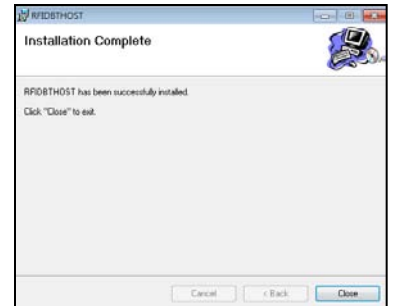 RFIDBTHOST
Installation Complete
RFIDBTHOST has been successfully installed.
Click "Close" to exit.
Cancel
< Back
Close